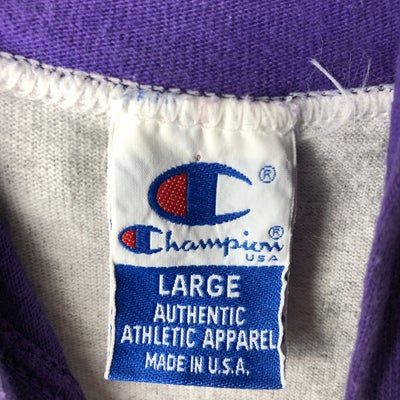 ®
Champion®
USA
LARGE
AUTHENTIC
ATHLETIC APPAREL
MADE IN U.S.A.